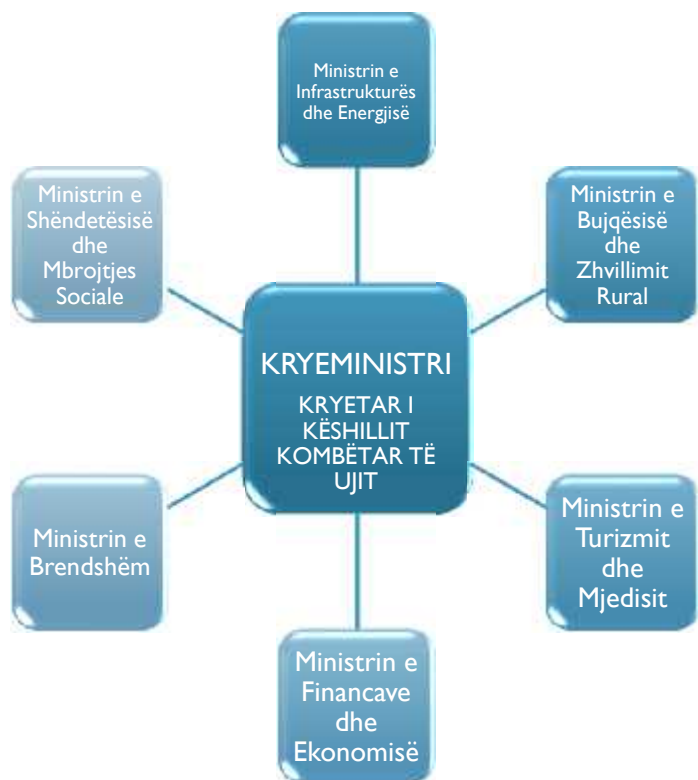 Ministrin e
Infrastrukturës
dhe Energjisë
Ministrin e
Shëndetësisë
dhe
Mbrojtjes
Sociale
Ministrin e
Bujqësisë
dhe
Zhvillimit
Rural
KRYEMINISTRI
KRYETAR I
KËSHILLIT
KOMBËTAR TË
UJIT
Ministrin e
Brendshëm
Ministrin e
Turizmit
dhe
Mjedisit
Ministrin e
Financave
dhe
Ekonomisë